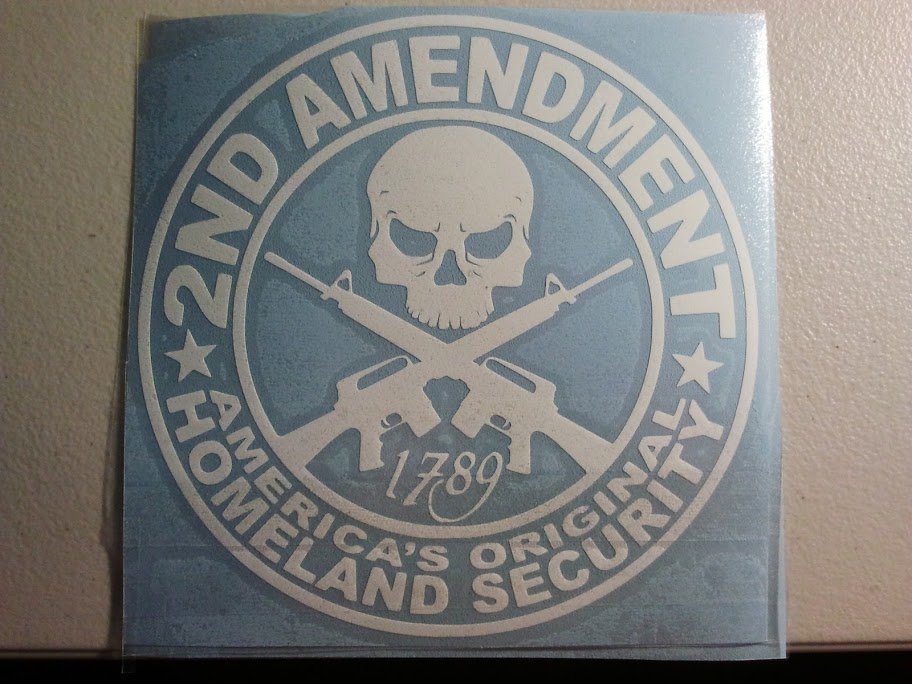 2ND AMENDMENT
1789
AMERICA'S ORIGINAL
HOMELAND SECURITY